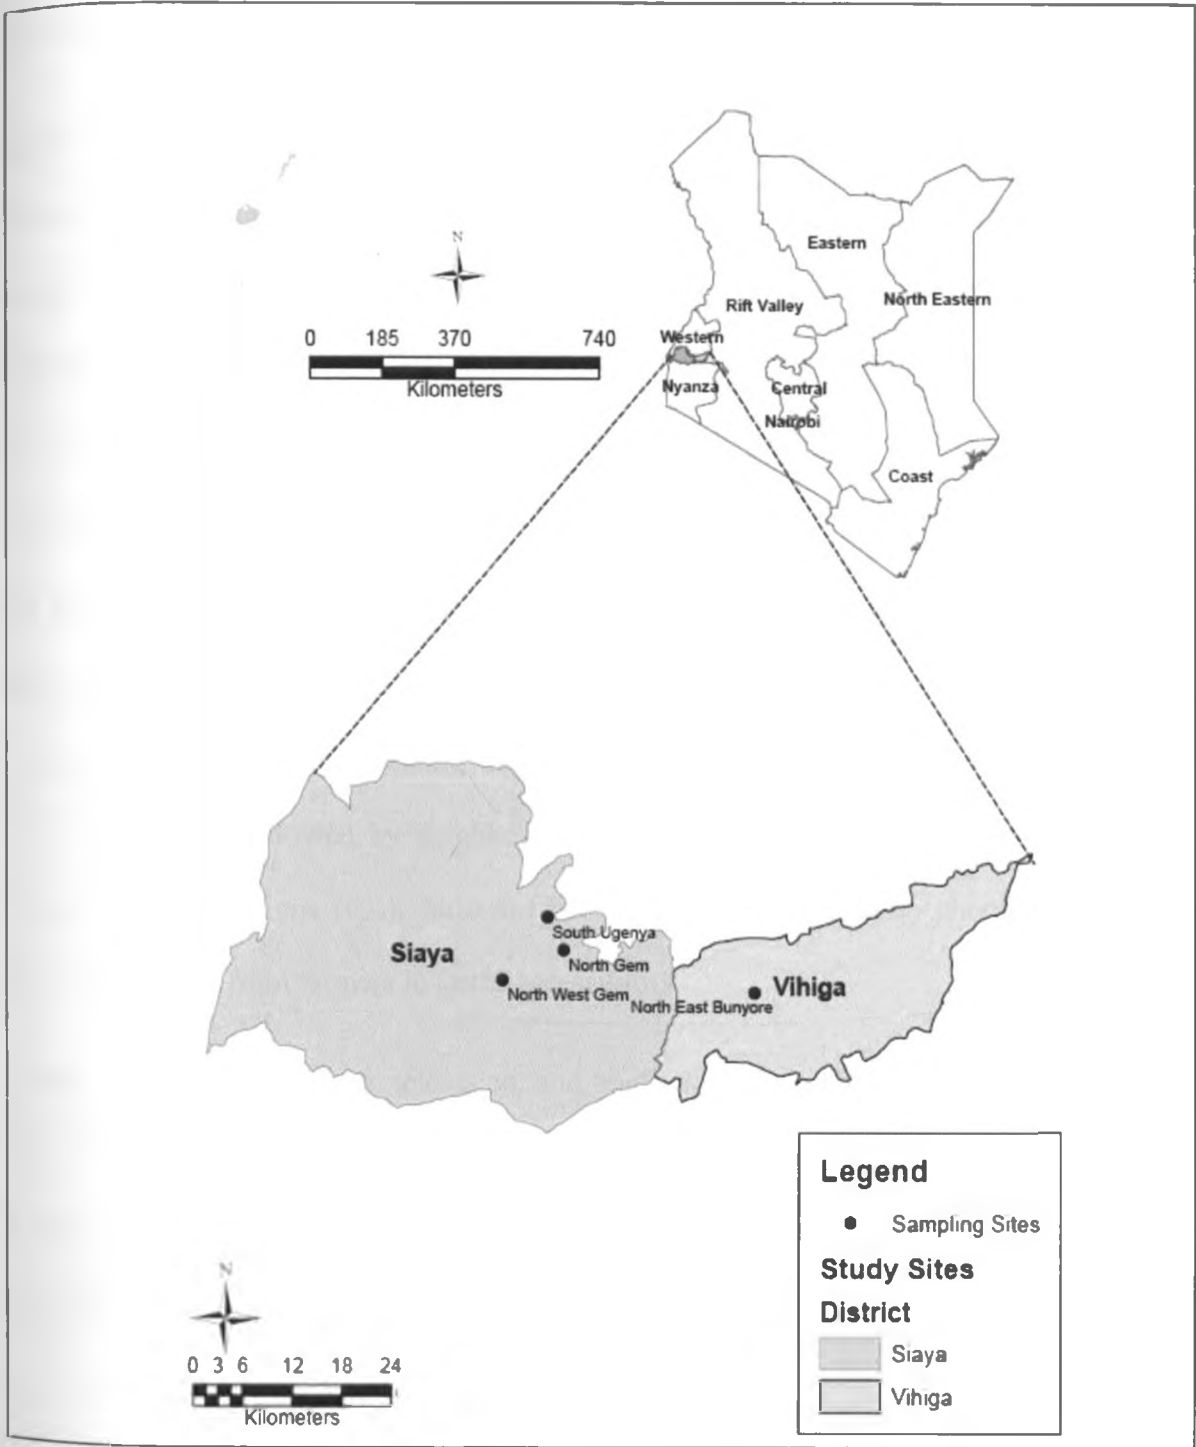 N
Eastern
North Eastern
Rift Valley
0 185 370 740
Kilometers
Western
Nyanza
Central
Nairobi
Coast
South Ugenya
Siaya
North Gem
North West Gem
North East Bunyore
Vihiga
Legend
Sampling Sites
Study Sites
District
Siaya
Vihiga
N
0 3 6 12 18 24
Kilometers